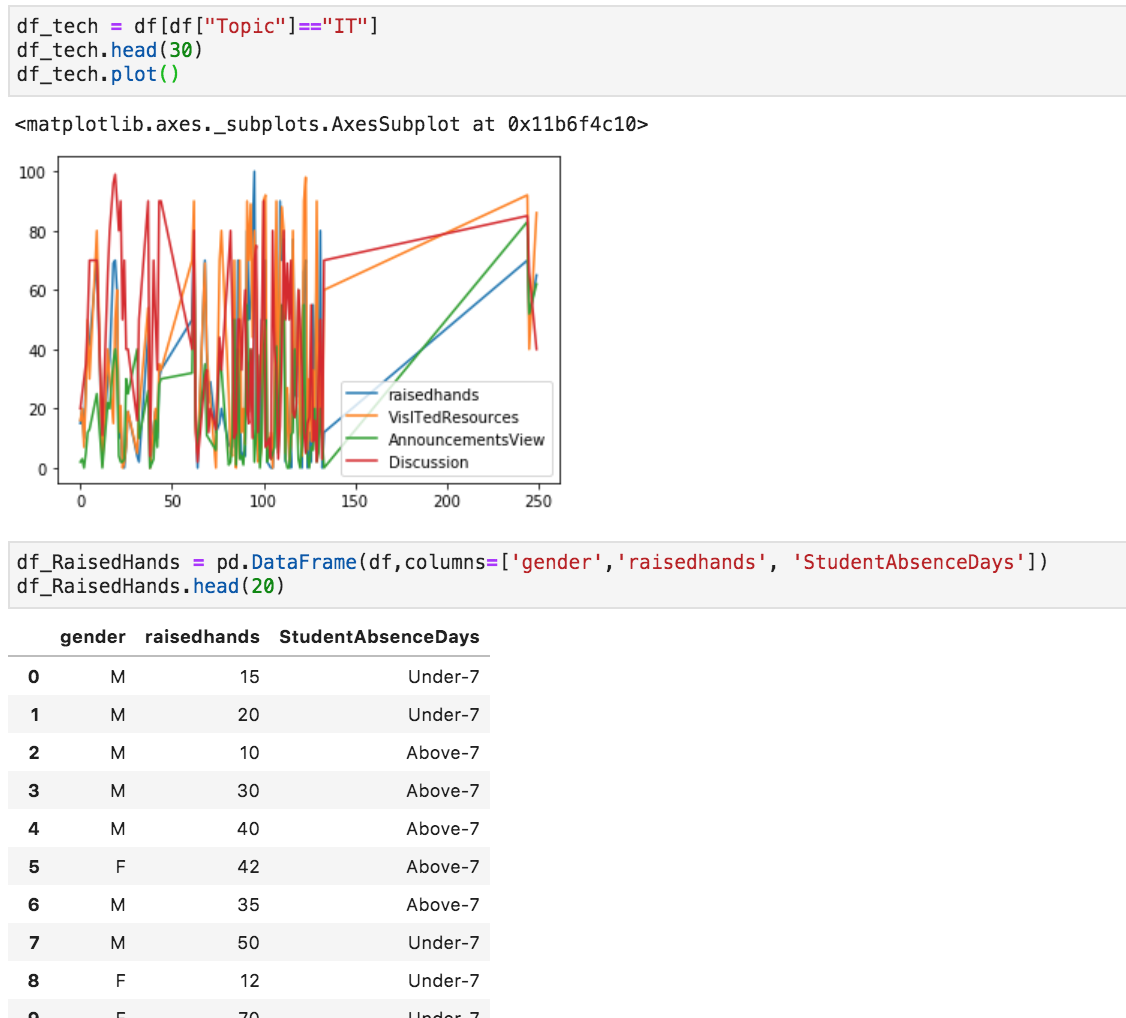 df_tech = df[df["Topic"]=="IT"]
df_tech.head(30)
df_tech.plot()
<matplotlib.axes._subplots.AxesSubplot at 0x11b6f4c10>
100
80
60
40
20
0
raisedhands
VisITedResources
AnnouncementsView
Discussion
0 50 100 150 200 250
df_RaisedHands = pd.DataFrame(df,columns=['gender','raisedhands', 'StudentAbsenceDays'])
df_RaisedHands.head(20)
gender raisedhands StudentAbsenceDays
0 M 15 Under-7
1 M 20 Under-7
2 M 10 Above-7
3 M 30 Above-7
4 M 40 Above-7
5 F 42 Above-7
6 M 35 Above-7
7 M 50 Under-7
8 F 12 Under-7
9 F 70 Under-7